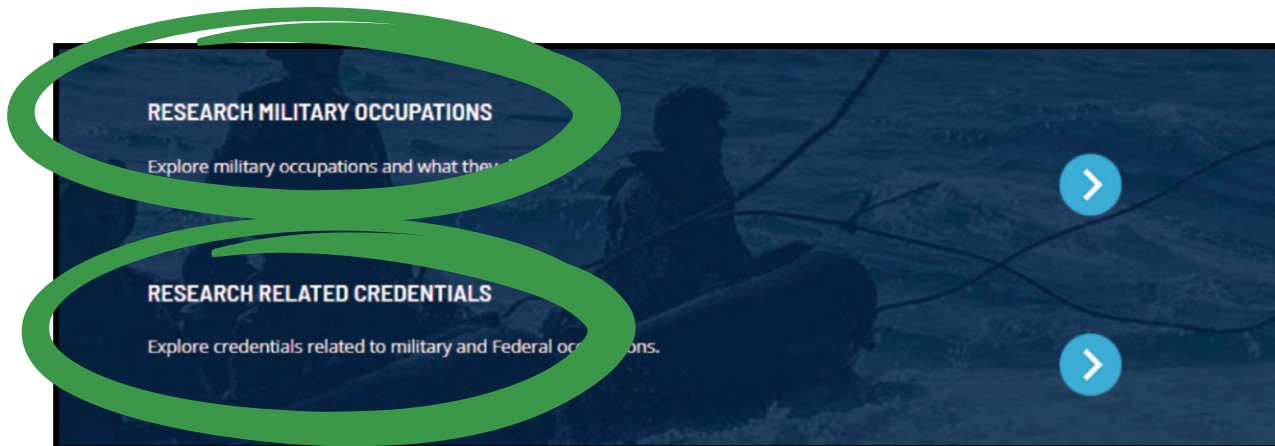 RESEARCH MILITARY OCCUPATIONS
Explore military occupations and what they
RESEARCH RELATED CREDENTIALS
Explore credentials related to military and Federal